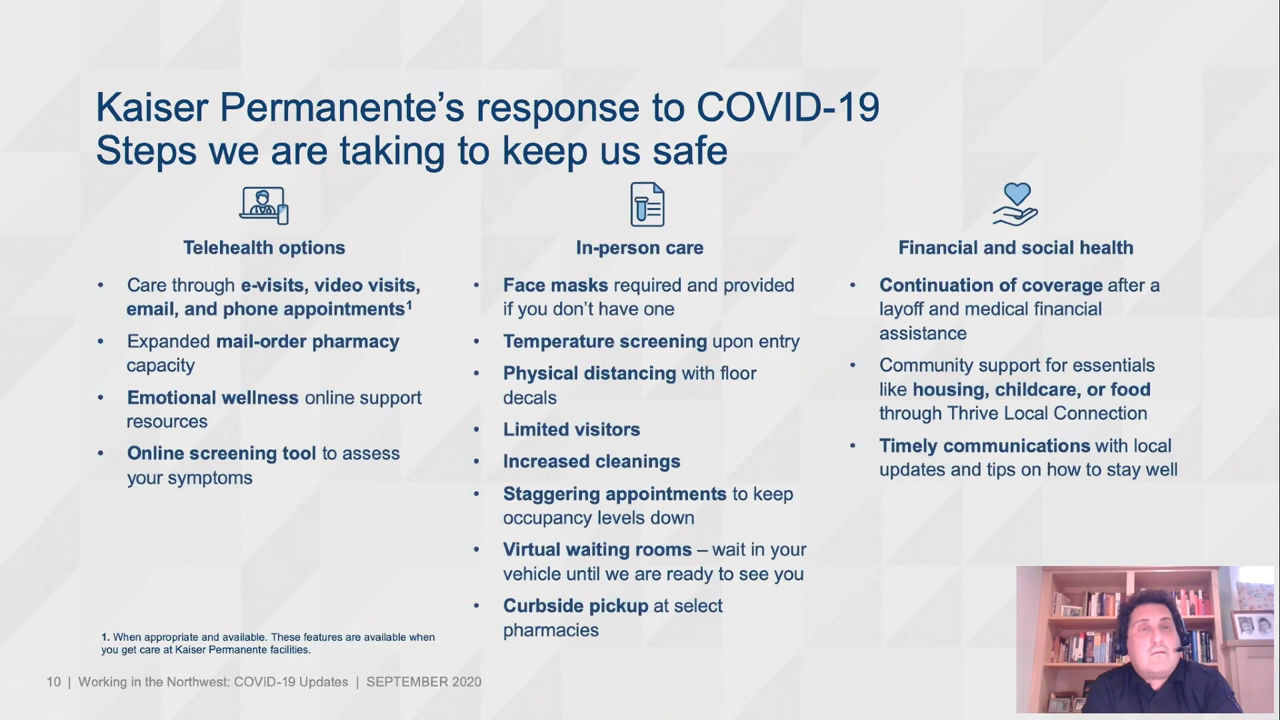 Kaiser Permanente’s response to COVID-19
Steps we are taking to keep us safe
Telehealth options
• Care through e-visits, video visits,
email, and phone appointments¹
• Expanded mail-order pharmacy
capacity
• Emotional wellness online support
resources
• Online screening tool to assess
your symptoms
In-person care
• Face masks required and provided
if you don’t have one
• Temperature screening upon entry
• Physical distancing with floor
decals
• Limited visitors
• Increased cleanings
• Staggering appointments to keep
occupancy levels down
• Virtual waiting rooms – wait in your
vehicle until we are ready to see you
• Curbside pickup at select
pharmacies
Financial and social health
• Continuation of coverage after a
layoff and medical financial
assistance
• Community support for essentials
like housing, childcare, or food
through Thrive Local Connection
• Timely communications with local
updates and tips on how to stay well
1. When appropriate and available. These features are available when
you get care at Kaiser Permanente facilities.
10 | Working in the Northwest: COVID-19 Updates | SEPTEMBER 2020